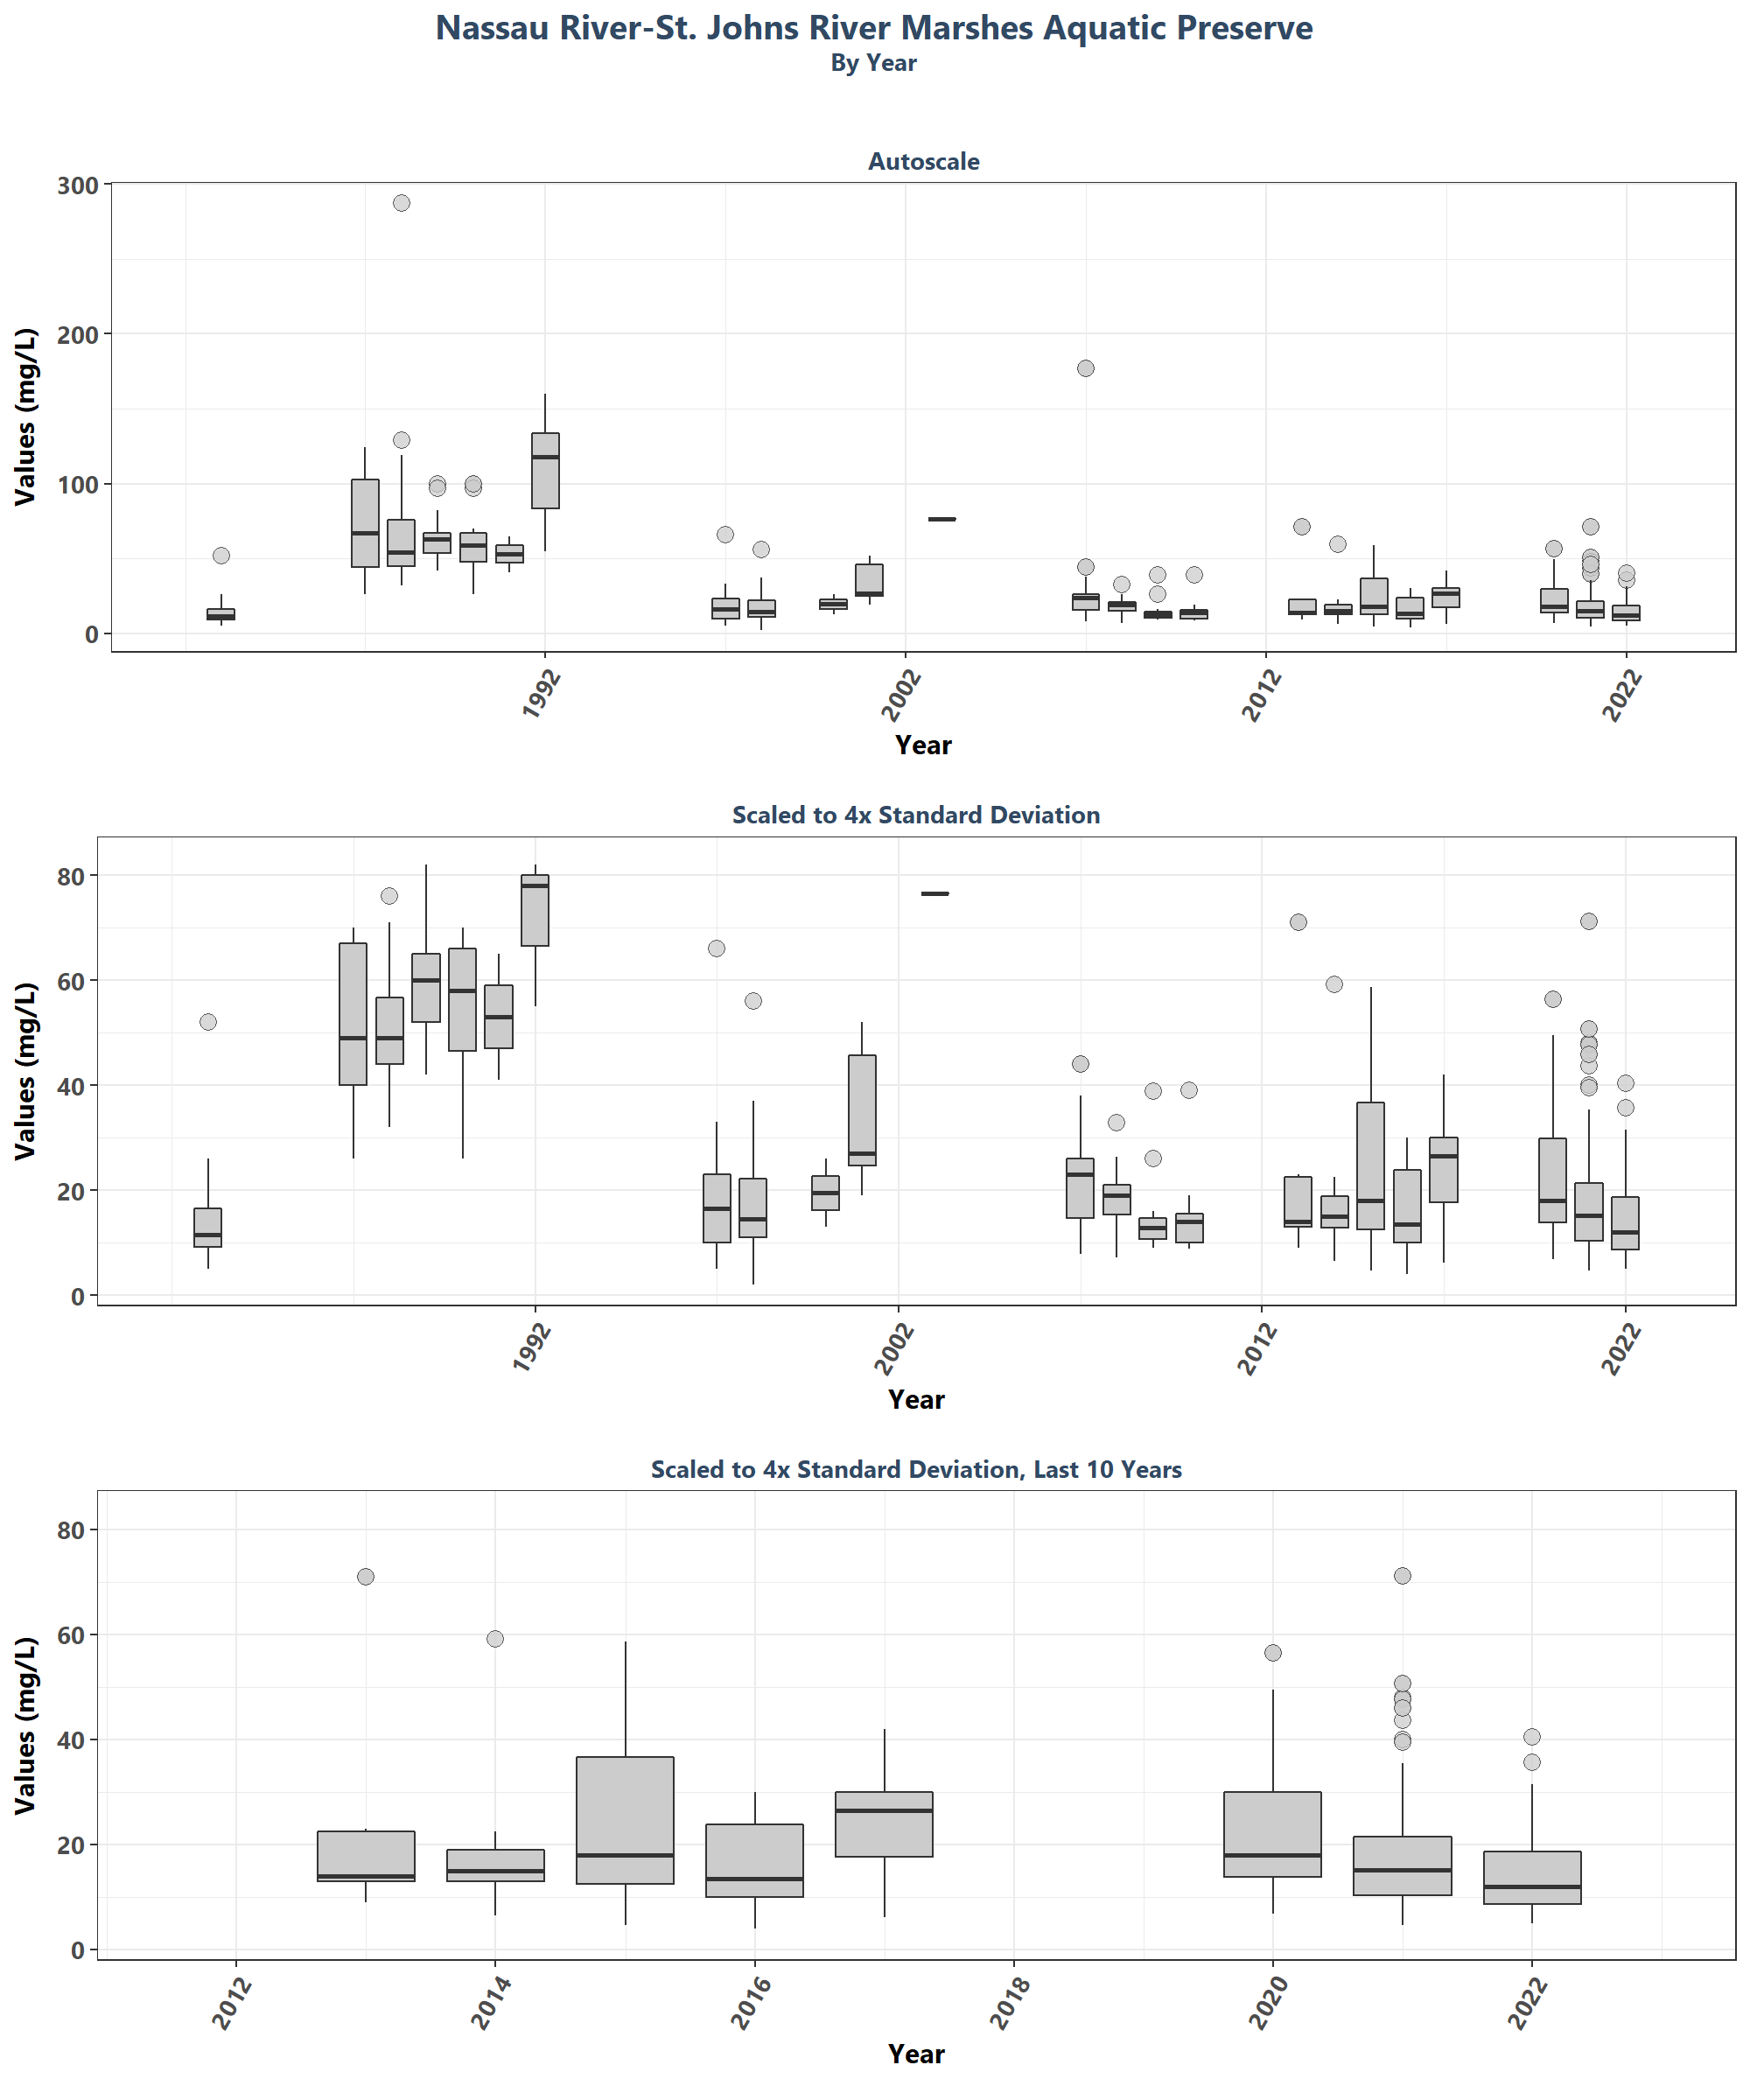 Nassau River-St. Johns River Marshes Aquatic Preserve
By Year
Autoscale
Values (mg/L)
300
200
100
0
1992
2002
2012
2022
Year
Scaled to 4x Standard Deviation
Values (mg/L)
80
60
40
20
0
1992
2002
2012
2022
Year
Scaled to 4x Standard Deviation, Last 10 Years
Values (mg/L)
80
60
40
20
0
2012
2014
2016
2018
2020
2022
Year